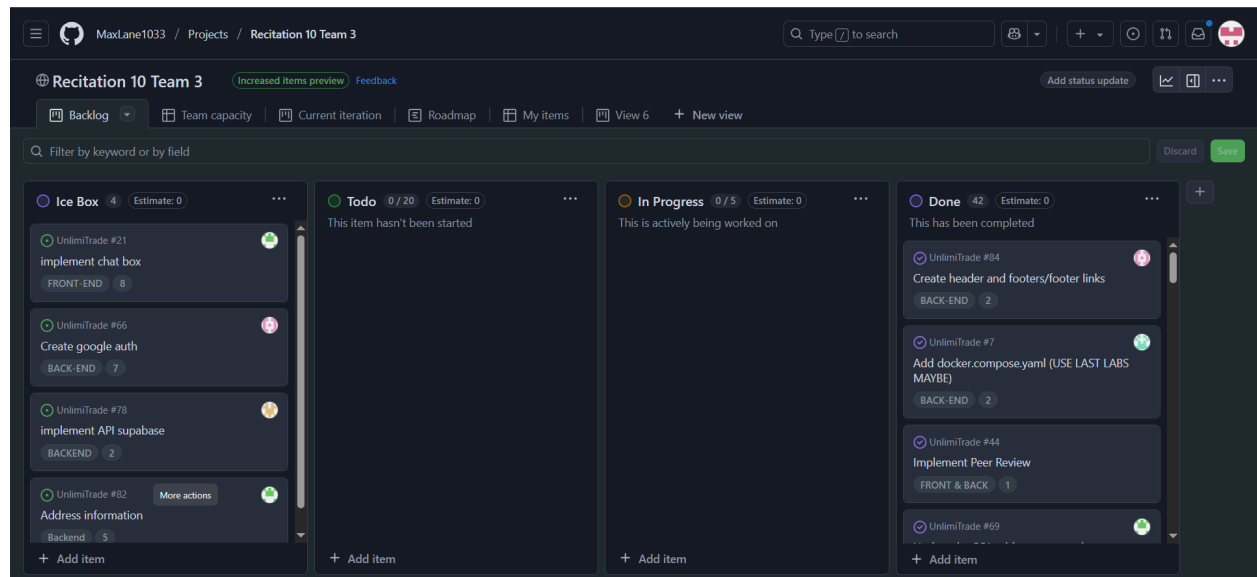 MaxLane1033 / Projects / Recitation 10 Team 3
Type / to search
Recitation 10 Team 3
Increased items preview
Feedback
Add status update
Backlog
Team capacity
Current iteration
Roadmap
My items
View 6
+ New view
Filter by keyword or by field
Discard
Save
Ice Box 4 Estimate: 0
UnlimiTrade #21
implement chat box
FRONT-END 8
UnlimiTrade #66
Create google auth
BACK-END 7
UnlimiTrade #78
implement API supabase
BACKEND 2
UnlimiTrade #82
More actions
Address information
Backend 5
+ Add item
Todo 0 / 20 Estimate: 0
This item hasn't been started
+ Add item
In Progress 0 / 5 Estimate: 0
This is actively being worked on
+ Add item
Done 42 Estimate: 0
This has been completed
UnlimiTrade #84
Create header and footers/footer links
BACK-END 2
UnlimiTrade #7
Add docker.compose.yaml (USE LAST LABS
MAYBE)
BACK-END 2
UnlimiTrade #44
Implement Peer Review
FRONT & BACK 1
UnlimiTrade #69
+ Add item